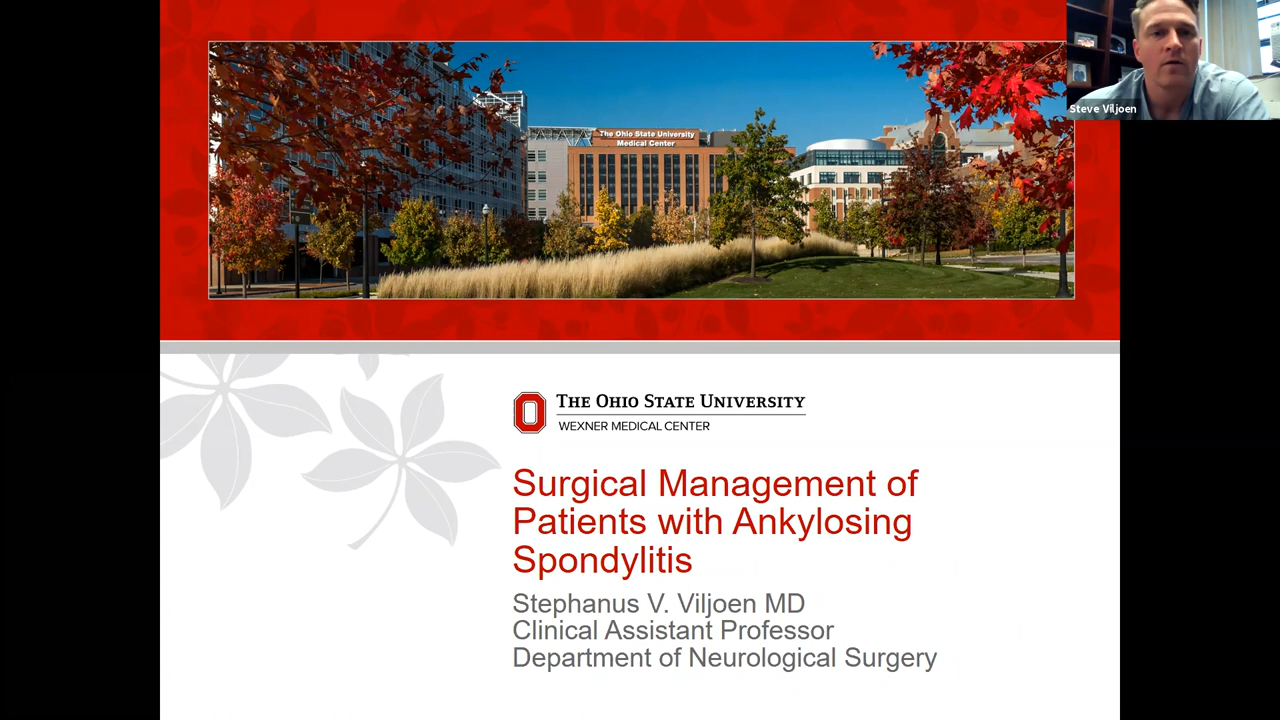 The Ohio State University
Medical Center
Steve Viljoen
THE OHIO STATE UNIVERSITY
WEXNER MEDICAL CENTER
Surgical Management of
Patients with Ankylosing
Spondylitis
Stephanus V. Viljoen MD
Clinical Assistant Professor
Department of Neurological Surgery